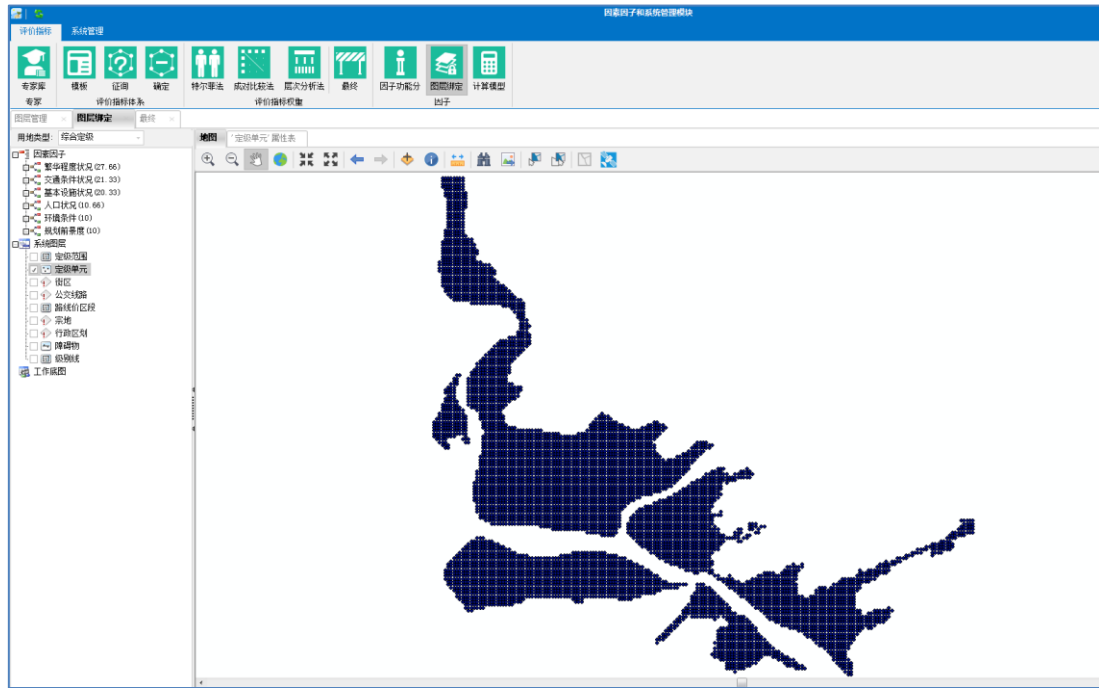 因素因子和系统管理模块
评价指标 系统管理
专家库 模板 征询 确定 特尔菲法 成对比较法 层次分析法 最终 因子功能分 图层绑定 计算模型
专家 评价指标体系 评价指标权重 因子
图层管理 × 图层绑定 最终 ×
用地类型: 综合定级
地图 '定级单元'属性表
因素因子
繁华程度状况(27.66)
交通条件状况(21.33)
基本设施状况(20.33)
人口状况(10.66)
环境条件(10)
规划前景度(10)
系统图层
定级范围
定级单元
街区
公交线路
路线价区段
宗地
行政区划
障碍物
级别线
工作底图